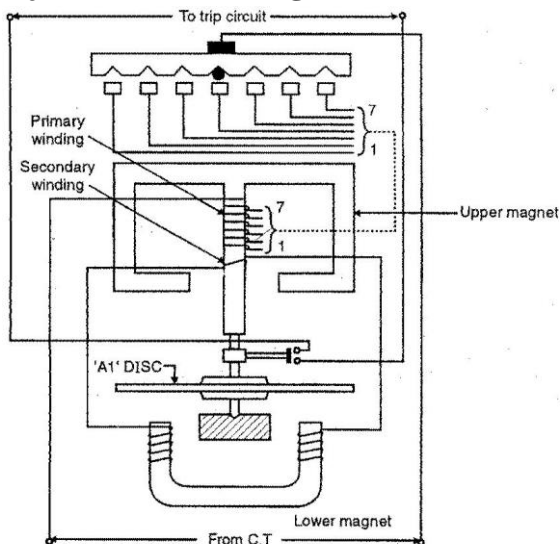 To trip circuit
7
Primary
winding
1
Secondary
winding
7
Upper magnet
1
'A1' DISC
Lower magnet
From C.T